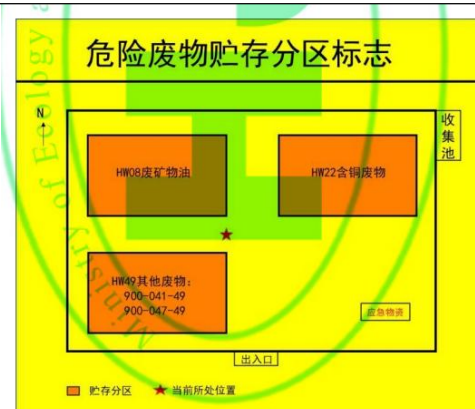 危险废物贮存分区标志
N
收集池
HW08废矿物油
HW22含铜废物
HW49其他废物：
900-041-49
900-047-49
应急物资
出入口
贮存分区
当前所处位置
Ministry of Ecology a